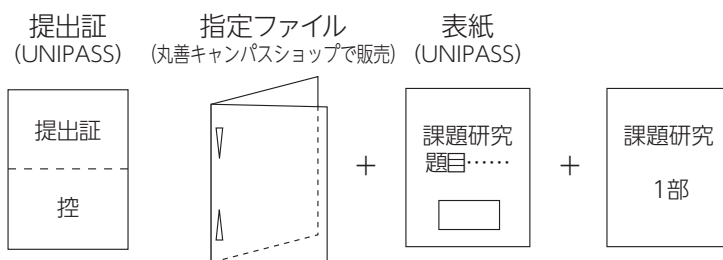 提出証
(UNIPASS)
指定ファイル
(丸善キャンパスショップで販売)
表紙
(UNIPASS)
提出証
控
+
課題研究
題目……
+
課題研究
1部